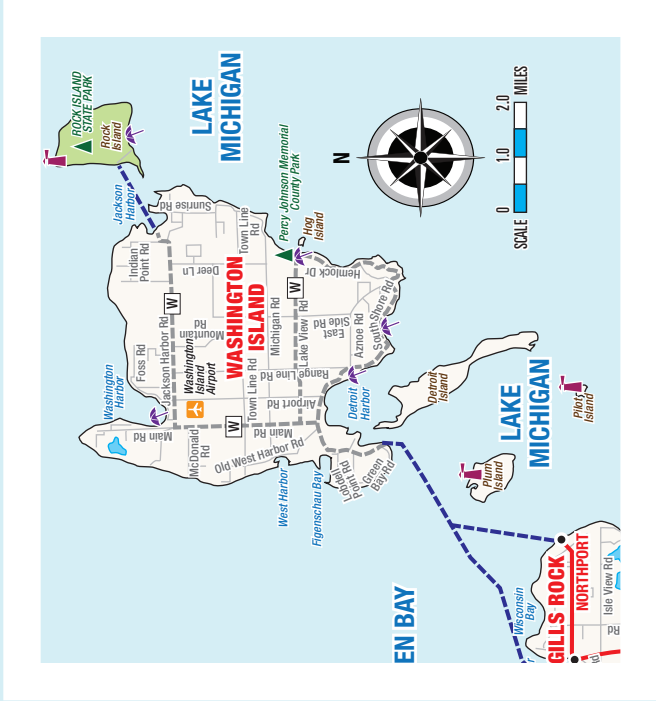 ROCK ISLAND
STATE PARK
Rock
Island
LAKE
MICHIGAN
Jackson
Harbor
N
Percy Johnson Memorial
County Park
Hog
Island
SCALE
0
1.0
2.0
MILES
Sunrise Rd
Town Line
Rd
Indian
Point Rd
Deer Ln
Hemlock Dr
W
W
W
WASHINGTON
ISLAND
Mountain
Rd
Michigan Rd
Lake View Rd
East
Side Rd
South Shore Rd
Aznoe Rd
Foss Rd
Jackson Harbor Rd
Washington
Island
Airport
Washington
Harbor
Town Line Rd
Range Line Rd
Airport Rd
Detroit
Harbor
Detroit
Island
Main Rd
McDonald
Rd
Main Rd
Old West Harbor Rd
West Harbor
Figenschau Bay
Lobdell
Point Rd
Green
Bay Rd
LAKE
MICHIGAN
Pilot
Island
Plum
Island
EN BAY
Wisconsin
Bay
GILLS ROCK
NORTHPORT
Isle View Rd
Rd